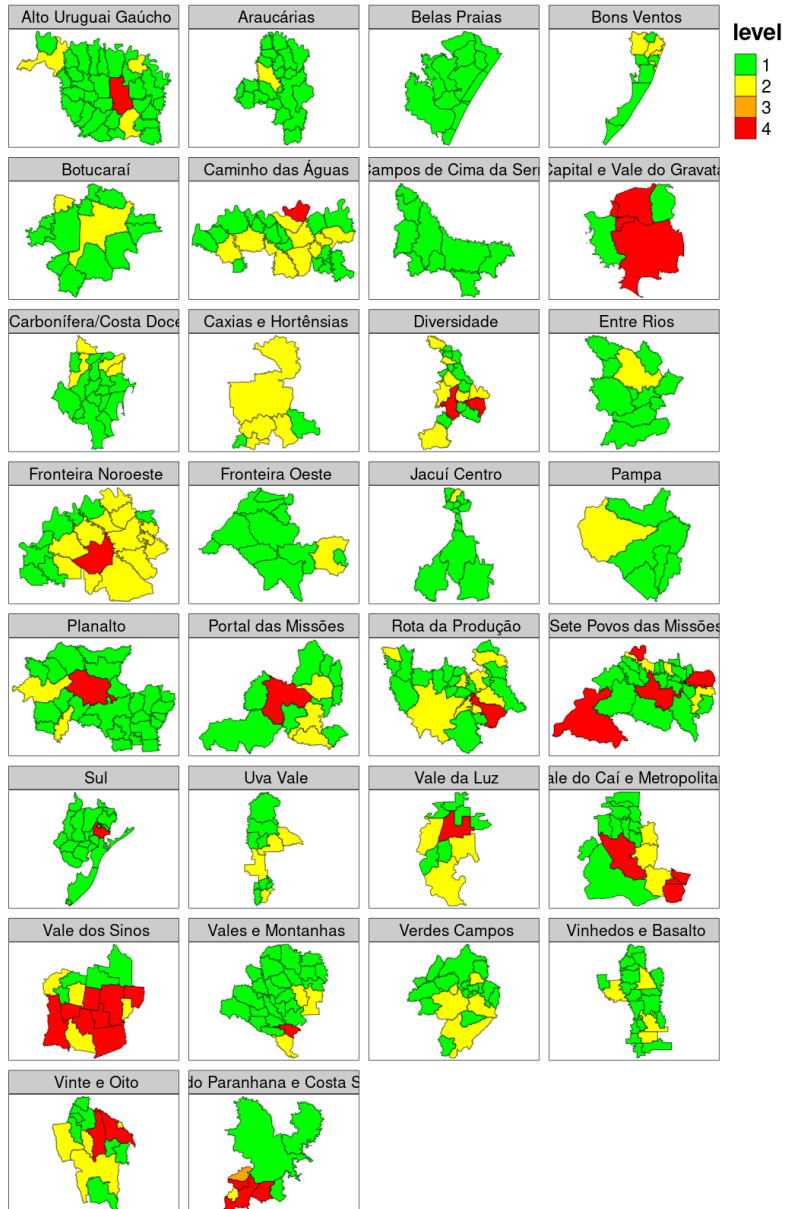 Alto Uruguai Gaúcho
Araucárias
Belas Praias
Bons Ventos
level
1
2
3
4
Botucaraí
Caminho das Águas
Campos de Cima da Serr
Capital e Vale do Gravata
Carbonífera/Costa Doce
Caxias e Hortênsias
Diversidade
Entre Rios
Fronteira Noroeste
Fronteira Oeste
Jacuí Centro
Pampa
Planalto
Portal das Missões
Rota da Produção
Sete Povos das Missões
Sul
Uva Vale
Vale da Luz
ale do Caí e Metropolita
Vale dos Sinos
Vales e Montanhas
Verdes Campos
Vinhedos e Basalto
Vinte e Oito
do Paranhana e Costa S